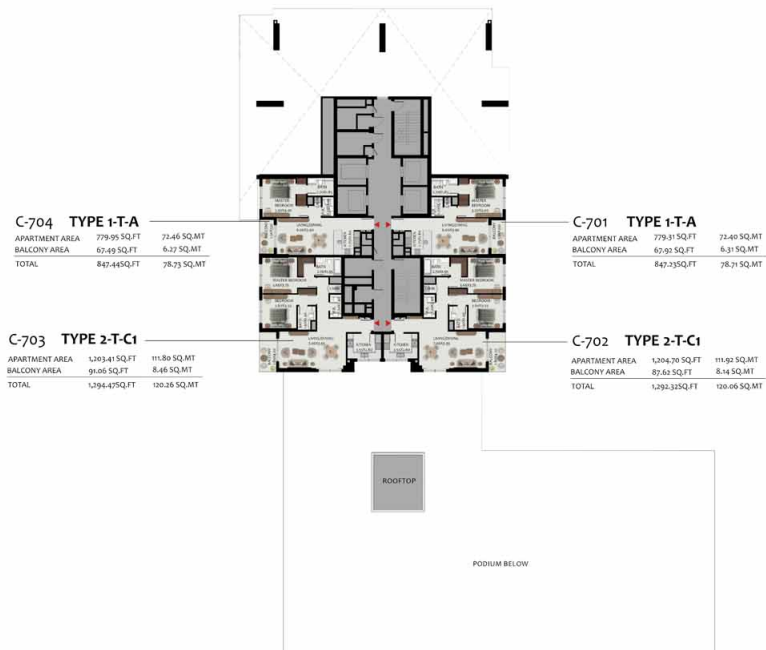 C-704 TYPE 1-T-A
APARTMENT AREA 779.95 SQ.FT 72.46 SQ.MT
BALCONY AREA 67.49 SQ.FT 6.27 SQ.MT
TOTAL 847.44SQ.FT 78.73 SQ.MT
C-701 TYPE 1-T-A
APARTMENT AREA 779.31 SQ.FT 72.40 SQ.MT
BALCONY AREA 67.92 SQ.FT 6.31 SQ.MT
TOTAL 847.23SQ.FT 78.71 SQ.MT
C-703 TYPE 2-T-C1
APARTMENT AREA 1,203.41 SQ.FT 111.80 SQ.MT
BALCONY AREA 91.06 SQ.FT 8.46 SQ.MT
TOTAL 1,294.47SQ.FT 120.26 SQ.MT
C-702 TYPE 2-T-C1
APARTMENT AREA 1,204.70 SQ.FT 111.92 SQ.MT
BALCONY AREA 87.62 SQ.FT 8.14 SQ.MT
TOTAL 1,292.32SQ.FT 120.06 SQ.MT
ROOFTOP
PODIUM BELOW